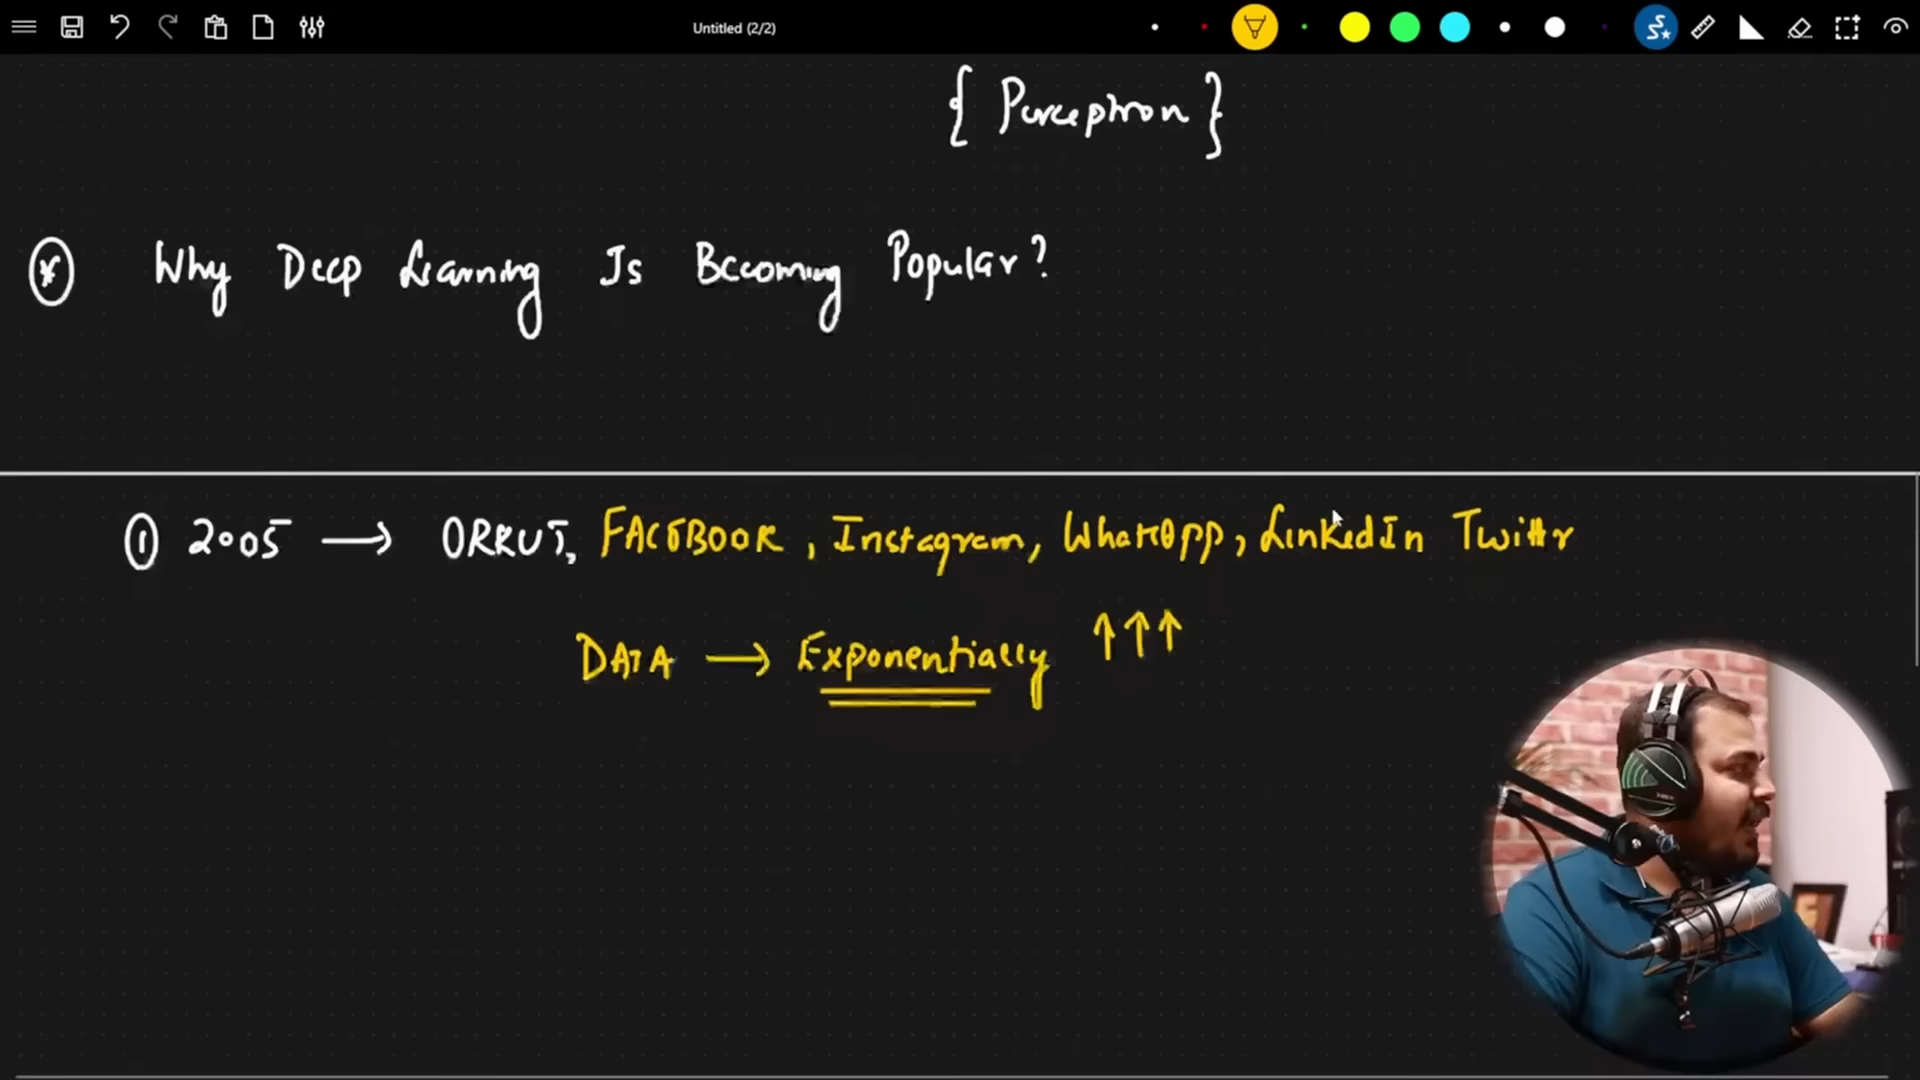 Untitled (2/2)
{ Perceptron }
Why Deep Learning Is Becoming Popular?
① 2005 → ORKUT, FACEBOOK, Instagram, WhatsApp, LinkedIn Twitter
DATA → Exponentially ↑↑↑